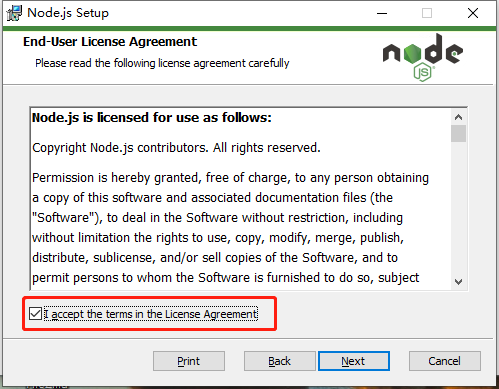 Node.js Setup
End-User License Agreement
Please read the following license agreement carefully
node
JS
Node.js is licensed for use as follows:
Copyright Node.js contributors. All rights reserved.
Permission is hereby granted, free of charge, to any person obtaining
a copy of this software and associated documentation files (the
"Software"), to deal in the Software without restriction, including
without limitation the rights to use, copy, modify, merge, publish,
distribute, sublicense, and/or sell copies of the Software, and to
permit persons to whom the Software is furnished to do so, subject
I accept the terms in the License Agreement
Print Back Next Cancel